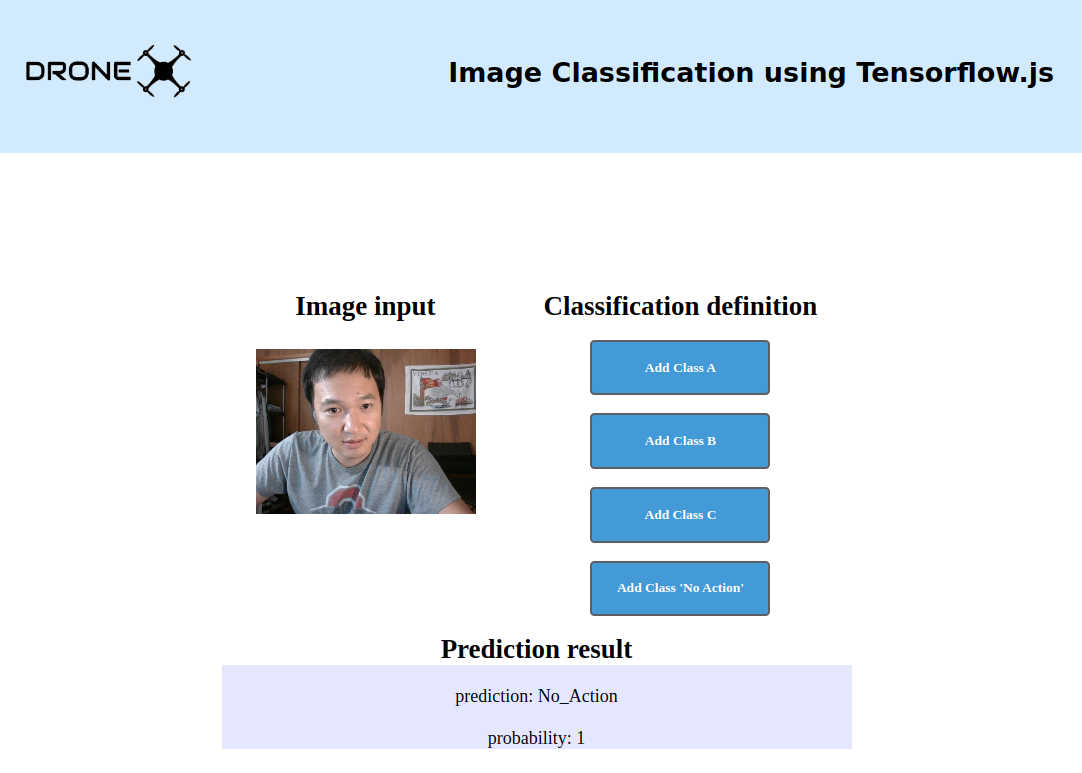 DRONE
Image Classification using Tensorflow.js
Image input
Classification definition
VENEZIA
Add Class A
Add Class B
Add Class C
Add Class 'No Action'
Prediction result
prediction: No_Action
probability: 1